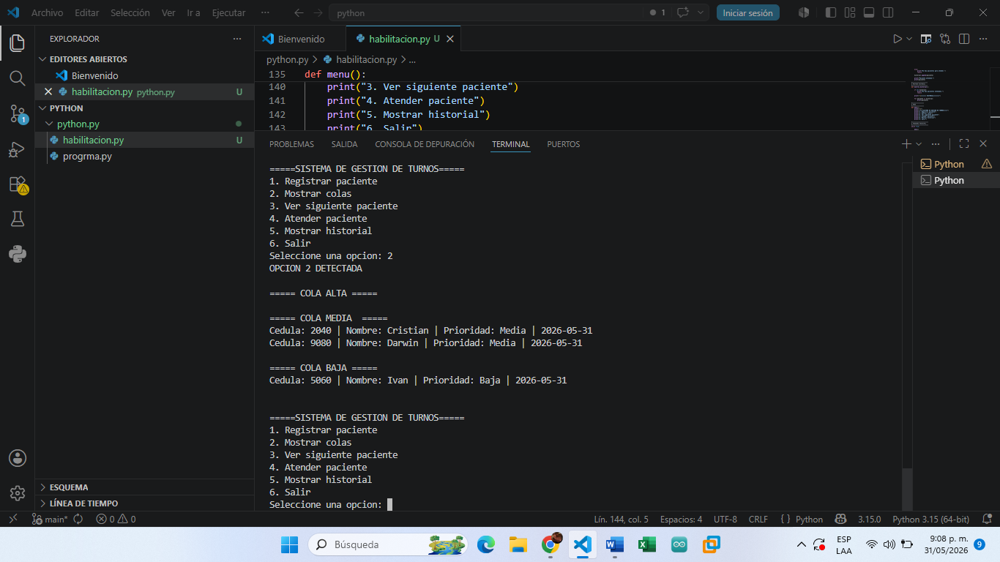 Archivo Editar Selección Ver Ir a Ejecutar ··· python 1 Iniciar sesión
EXPLORADOR ···
EDITORES ABIERTOS
Bienvenido
habilitacion.py python.py U
PYTHON
python.py
habilitacion.py U
progrma.py
ESQUEMA
LÍNEA DE TIEMPO
1
Bienvenido habilitacion.py U
python.py > habilitacion.py > ...
135 def menu():
140 print("3. Ver siguiente paciente")
141 print("4. Atender paciente")
142 print("5. Mostrar historial")
143 print("6. Salir")
PROBLEMAS SALIDA CONSOLA DE DEPURACIÓN TERMINAL PUERTOS
Python
Python
=====SISTEMA DE GESTION DE TURNOS=====
1. Registrar paciente
2. Mostrar colas
3. Ver siguiente paciente
4. Atender paciente
5. Mostrar historial
6. Salir
Seleccione una opcion: 2
OPCION 2 DETECTADA
===== COLA ALTA =====
===== COLA MEDIA  =====
Cedula: 2040 | Nombre: Cristian | Prioridad: Media | 2026-05-31
Cedula: 9080 | Nombre: Darwin | Prioridad: Media | 2026-05-31
===== COLA BAJA =====
Cedula: 5060 | Nombre: Ivan | Prioridad: Baja | 2026-05-31
=====SISTEMA DE GESTION DE TURNOS=====
1. Registrar paciente
2. Mostrar colas
3. Ver siguiente paciente
4. Atender paciente
5. Mostrar historial
6. Salir
Seleccione una opcion:
main* 0 0 Lín. 144, col. 5 Espacios: 4 UTF-8 CRLF { } Python 3.15.0 Python 3.15 (64-bit)
Búsqueda
ESP
LAA
9:08 p. m.
31/05/2026
9